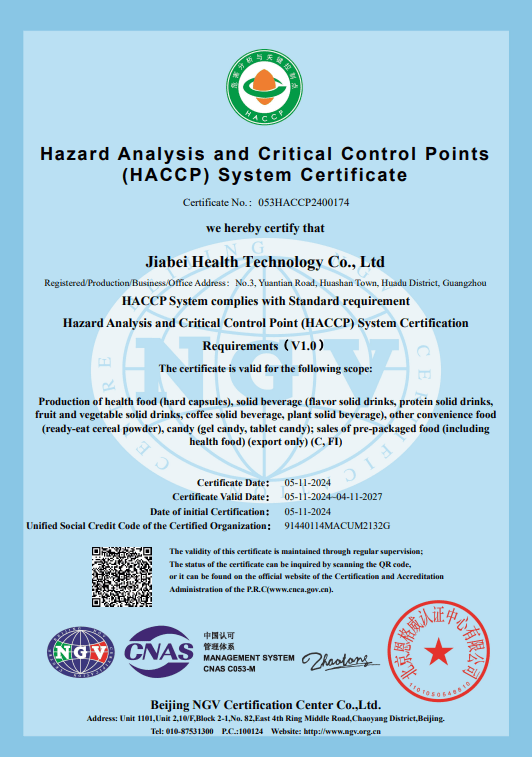 危害分析与关键控制点
HACCP
Hazard Analysis and Critical Control Points
(HACCP) System Certificate
Certificate No.: 053HACCP2400174
we hereby certify that
Jiabei Health Technology Co., Ltd
Registered/Production/Business/Office Address: No.3, Yuantian Road, Huashan Town, Huadu District, Guangzhou
HACCP System complies with Standard requirement
Hazard Analysis and Critical Control Point (HACCP) System Certification
Requirements（V1.0）
The certificate is valid for the following scope:
NGV
Production of health food (hard capsules), solid beverage (flavor solid drinks, protein solid drinks,
fruit and vegetable solid drinks, coffee solid beverage, plant solid beverage), other convenience food
(ready-eat cereal powder), candy (gel candy, tablet candy); sales of pre-packaged food (including
health food) (export only) (C, FI)
Certificate Date: 05-11-2024
Certificate Valid Date: 05-11-2024~04-11-2027
Date of initial Certification: 05-11-2024
Unified Social Credit Code of the Certified Organization: 91440114MACUM2132G
The validity of this certificate is maintained through regular supervision;
The status of the certificate can be inquired by scanning the QR code,
or it can be found on the official website of the Certification and Accreditation
Administration of the P.R.C(www.cnca.gov.cn).
NGV
CNAS
中国认可
管理体系
MANAGEMENT SYSTEM
CNAS C053-M
Zhaotong
北京恩格威认证中心有限公司
Beijing NGV Certification Center Co.,Ltd.
Address: Unit 1101,Unit 2,10/F,Block 2-1,No. 82,East 4th Ring Middle Road,Chaoyang District,Beijing.
Tel: 010-87531300 P.C.:100124 Website: http://www.ngv.org.cn